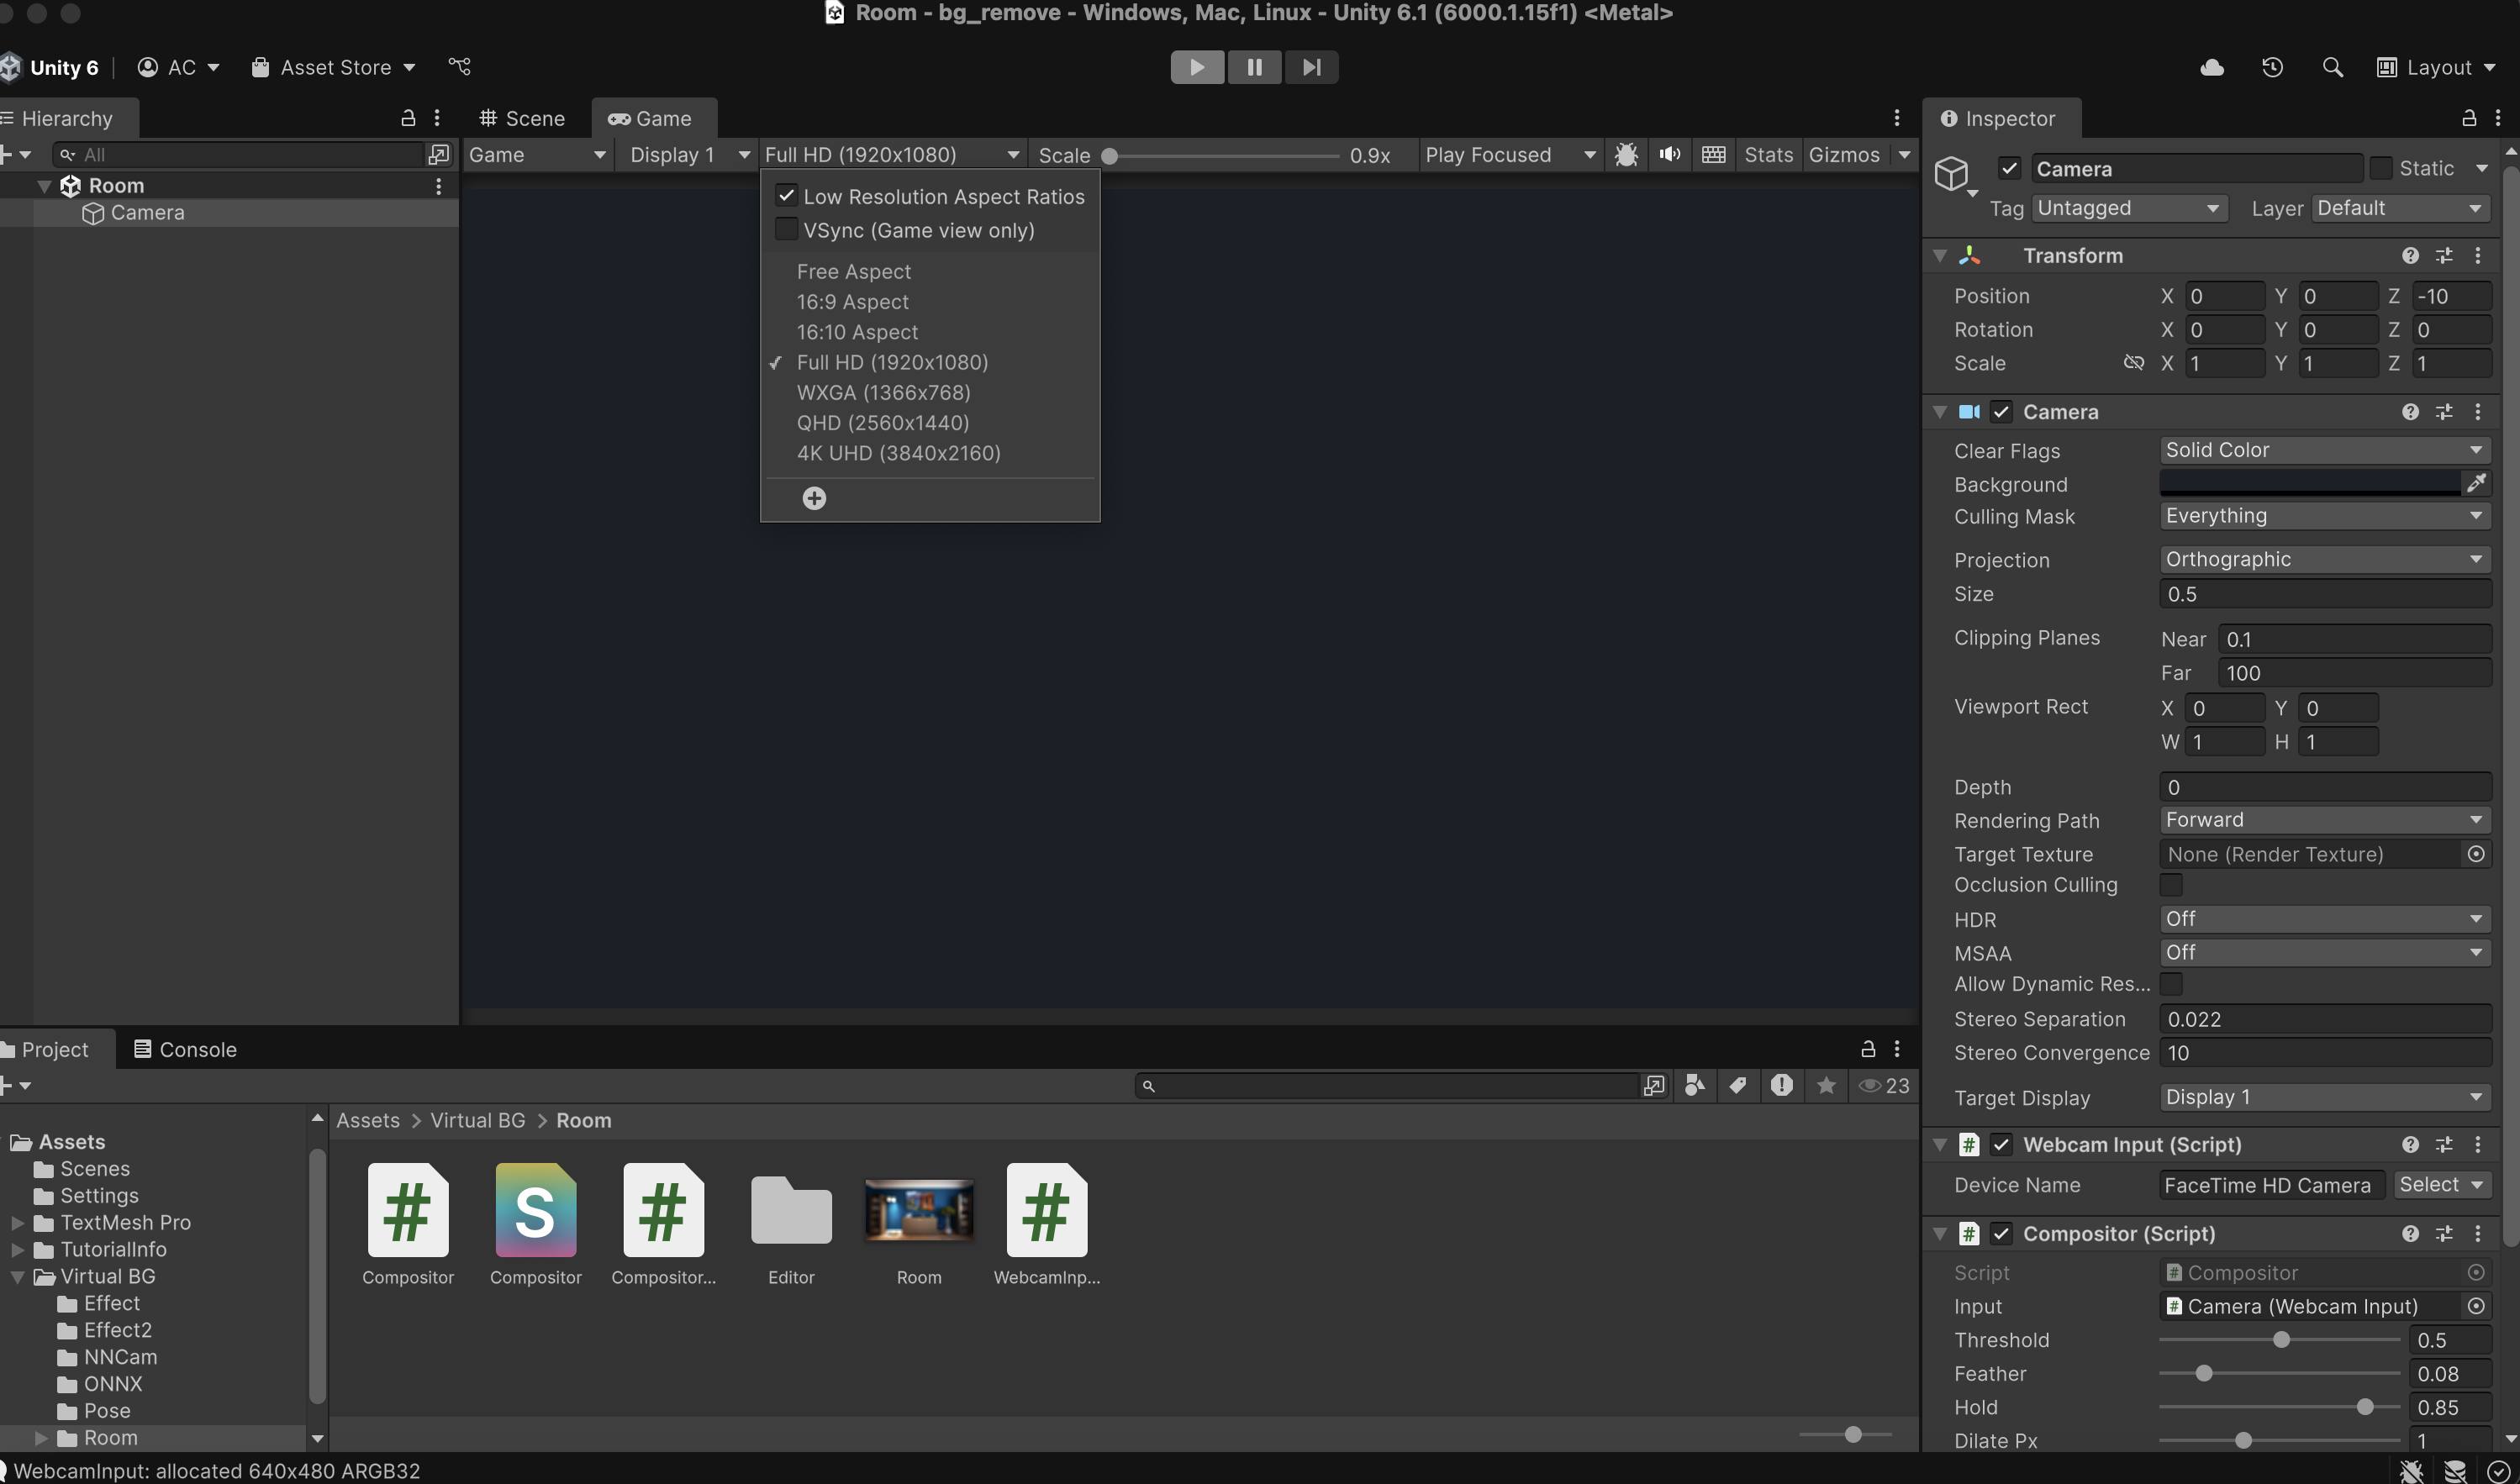 Room - bg_remove - Windows, Mac, Linux - Unity 6.1 (6000.1.15f1) <Metal>
Unity 6 AC Asset Store Layout
Hierarchy
All
Room
Camera
Scene Game
Game Display 1 Full HD (1920x1080) Scale 0.9x Play Focused Stats Gizmos
Low Resolution Aspect Ratios
VSync (Game view only)
Free Aspect
16:9 Aspect
16:10 Aspect
Full HD (1920x1080)
WXGA (1366x768)
QHD (2560x1440)
4K UHD (3840x2160)
Inspector
Camera Static
Tag Untagged Layer Default
Transform
Position X 0 Y 0 Z -10
Rotation X 0 Y 0 Z 0
Scale X 1 Y 1 Z 1
Camera
Clear Flags Solid Color
Background
Culling Mask Everything
Projection Orthographic
Size 0.5
Clipping Planes Near 0.1
Far 100
Viewport Rect X 0 Y 0
W 1 H 1
Depth 0
Rendering Path Forward
Target Texture None (Render Texture)
Occlusion Culling
HDR Off
MSAA Off
Allow Dynamic Res...
Stereo Separation 0.022
Stereo Convergence 10
Target Display Display 1
# Webcam Input (Script)
Device Name FaceTime HD Camera Select
# Compositor (Script)
Script # Compositor
Input # Camera (Webcam Input)
Threshold 0.5
Feather 0.08
Hold 0.85
Dilate Px 1
Project Console
23
Assets
Scenes
Settings
TextMesh Pro
TutorialInfo
Virtual BG
Effect
Effect2
NNCam
ONNX
Pose
Room
Assets > Virtual BG > Room
# S # #
Compositor Compositor Compositor... Editor Room WebcamInp...
WebcamInput: allocated 640x480 ARGB32